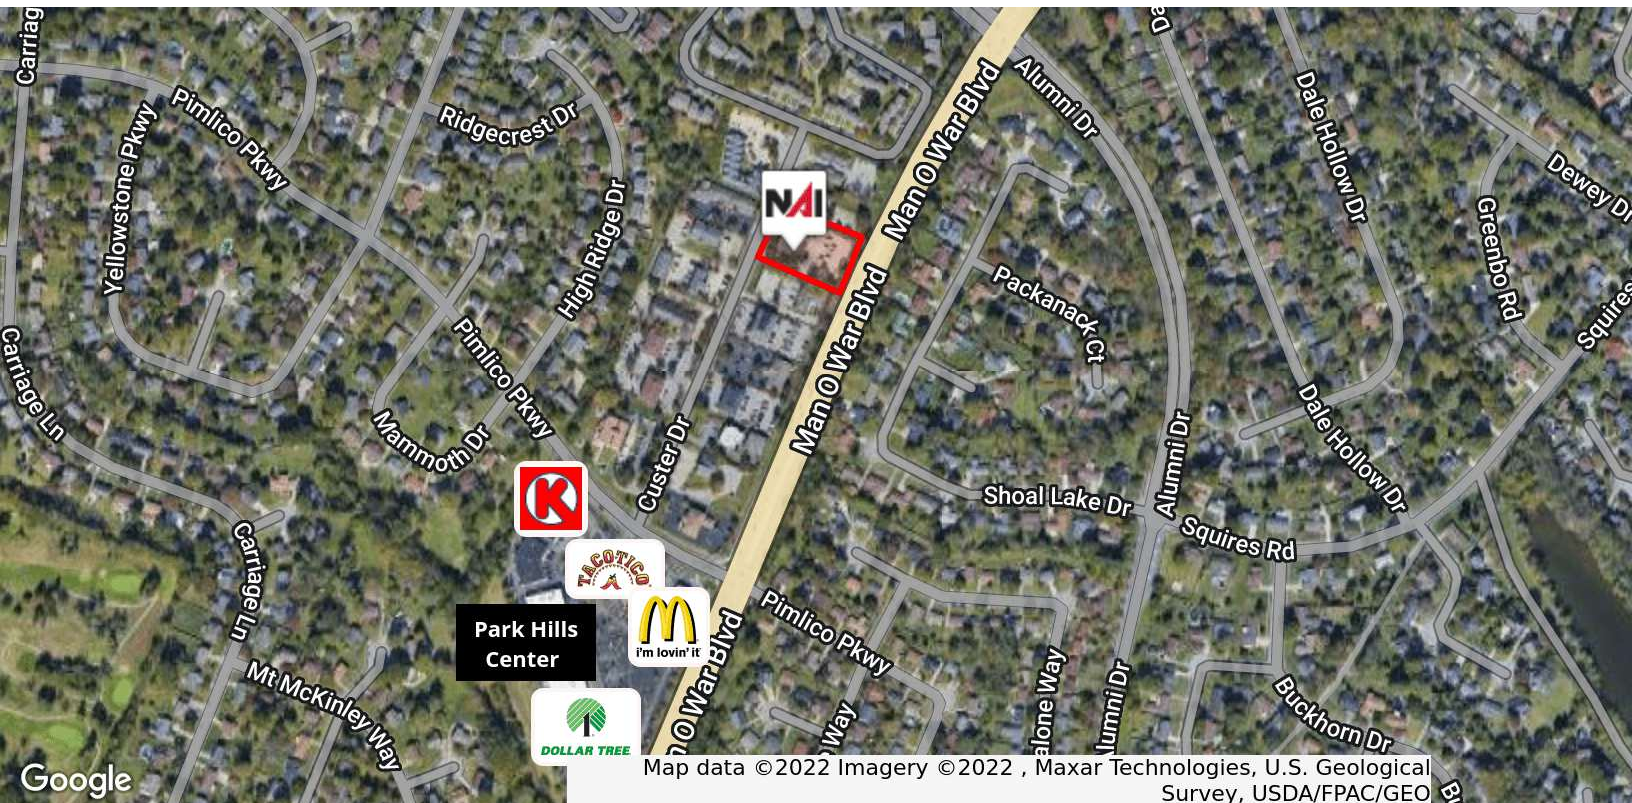 Carriag
Man O War Blvd
Alumni Dr
Dale Hollow Dr
Pimlico Pkwy
Ridgecrest Dr
Yellowstone Pkwy
Dewey Dr
NAI
High Ridge Dr
Greenbo Rd
Packanack Ct
Man O War Blvd
Squires
Carriage Ln
Pimlico Pkwy
Mammoth Dr
Dale Hollow Dr
Custer Dr
Alumni Dr
K
Shoal Lake Dr
Squires Rd
Carriage Ln
TACO TICO
M
i'm lovin' it
Park Hills
Center
Pimlico Pkwy
n O War Blvd
Mt McKinley Way
alone Way
Alumni Dr
Buckhorn Dr
Way
1
DOLLAR TREE
Google
Map data ©2022 Imagery ©2022 , Maxar Technologies, U.S. Geological
Survey, USDA/FPAC/GEO